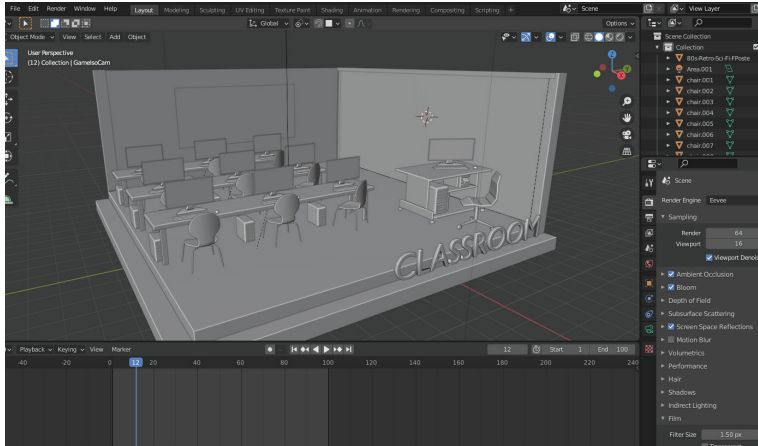 File Edit Render Window Help Layout Modeling Sculpting UV Editing Texture Paint Shading Animation Rendering Compositing Scripting + Scene View Layer
Global Options
Object Mode View Select Add Object
User Perspective
(12) Collection | GameIsoCam
Z
Y
CLASSROOM
Scene Collection
Collection
80s-Retro-Sci-Fi-FPoste
Area.001
chair.001
chair.002
chair.003
chair.004
chair.005
chair.006
chair.007
Scene
Render Engine Eevee
Sampling
Render 64
Viewport 16
Viewport Denois
Ambient Occlusion
Bloom
Depth of Field
Subsurface Scattering
Screen Space Reflections
Motion Blur
Volumetrics
Performance
Hair
Shadows
Indirect Lighting
Film
Filter Size 1.50 px
Playback Keying View Marker 12 Start 1 End 100
-40 -20 0 12 20 40 60 80 100 120 140 160 180 200 220 240